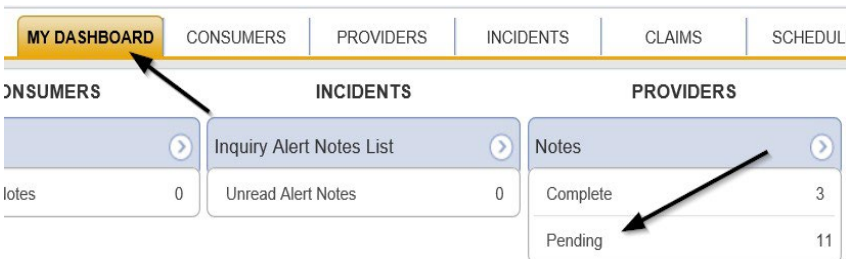 MY DASHBOARD CONSUMERS PROVIDERS INCIDENTS CLAIMS SCHEDUL
ONSUMERS INCIDENTS PROVIDERS
Inquiry Alert Notes List Notes
lotes 0 Unread Alert Notes 0 Complete 3
Pending 11